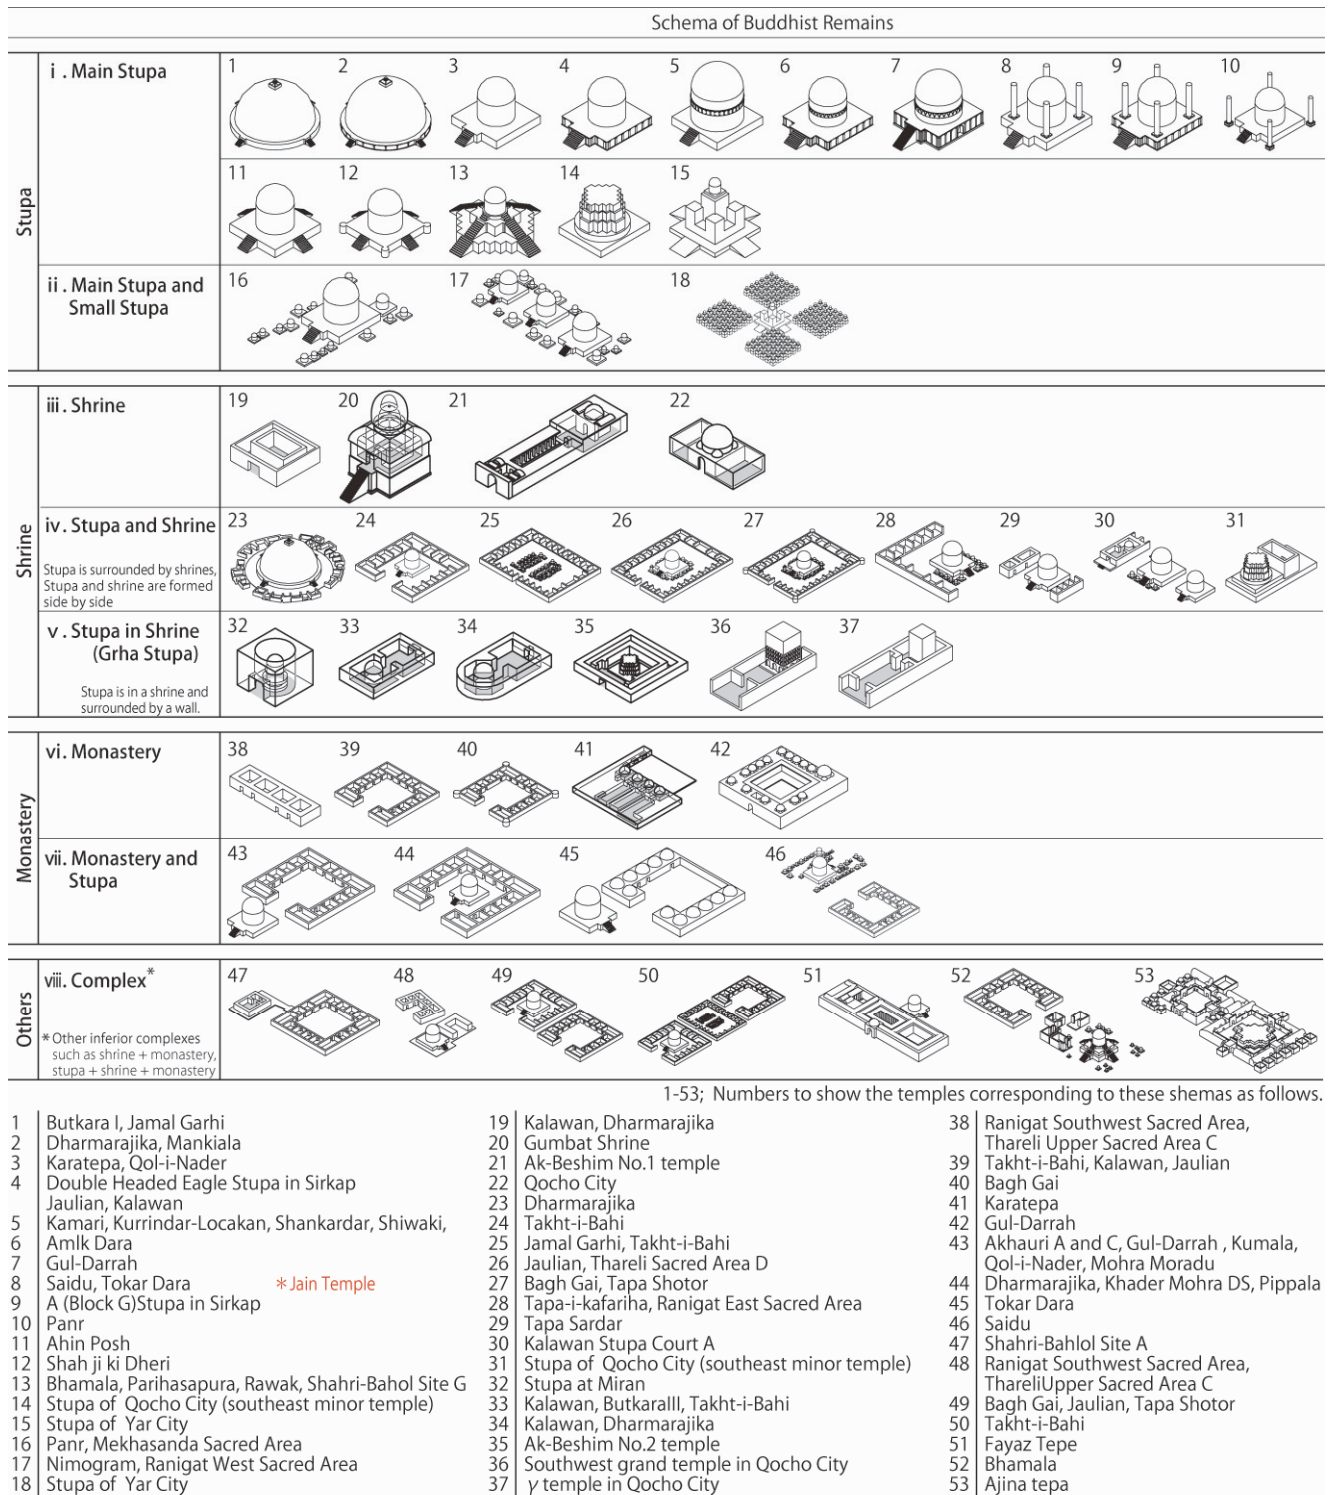 Schema of Buddhist Remains
Stupa
i . Main Stupa
1 2 3 4 5 6 7 8 9 10
11 12 13 14 15
ii . Main Stupa and
Small Stupa
16 17 18
Shrine
iii . Shrine
19 20 21 22
iv . Stupa and Shrine
Stupa is surrounded by shrines,
Stupa and shrine are formed
side by side
23 24 25 26 27 28 29 30 31
v . Stupa in Shrine
(Grha Stupa)
Stupa is in a shrine and
surrounded by a wall.
32 33 34 35 36 37
Monastery
vi. Monastery
38 39 40 41 42
vii. Monastery and
Stupa
43 44 45 46
Others
viii. Complex*
* Other inferior complexes
such as shrine + monastery,
stupa + shrine + monastery
47 48 49 50 51 52 53
1-53; Numbers to show the temples corresponding to these shemas as follows.
1 Butkara I, Jamal Garhi
2 Dharmarajika, Mankiala
3 Karatepa, Qol-i-Nader
4 Double Headed Eagle Stupa in Sirkap
Jaulian, Kalawan
5 Kamari, Kurrindar-Locakan, Shankardar, Shiwaki,
6 Amlk Dara
7 Gul-Darrah
8 Saidu, Tokar Dara *Jain Temple
9 A (Block G)Stupa in Sirkap
10 Panr
11 Ahin Posh
12 Shah ji ki Dheri
13 Bhamala, Parihasapura, Rawak, Shahri-Bahol Site G
14 Stupa of Qocho City (southeast minor temple)
15 Stupa of Yar City
16 Panr, Mekhasanda Sacred Area
17 Nimogram, Ranigat West Sacred Area
18 Stupa of Yar City
19 Kalawan, Dharmarajika
20 Gumbat Shrine
21 Ak-Beshim No.1 temple
22 Qocho City
23 Dharmarajika
24 Takht-i-Bahi
25 Jamal Garhi, Takht-i-Bahi
26 Jaulian, Thareli Sacred Area D
27 Bagh Gai, Tapa Shotor
28 Tapa-i-kafariha, Ranigat East Sacred Area
29 Tapa Sardar
30 Kalawan Stupa Court A
31 Stupa of Qocho City (southeast minor temple)
32 Stupa at Miran
33 Kalawan, ButkaraIII, Takht-i-Bahi
34 Kalawan, Dharmarajika
35 Ak-Beshim No.2 temple
36 Southwest grand temple in Qocho City
37 γ temple in Qocho City
38 Ranigat Southwest Sacred Area,
Thareli Upper Sacred Area C
39 Takht-i-Bahi, Kalawan, Jaulian
40 Bagh Gai
41 Karatepa
42 Gul-Darrah
43 Akhauri A and C, Gul-Darrah , Kumala,
Qol-i-Nader, Mohra Moradu
44 Dharmarajika, Khader Mohra DS, Pippala
45 Tokar Dara
46 Saidu
47 Shahri-Bahlol Site A
48 Ranigat Southwest Sacred Area,
ThareliUpper Sacred Area C
49 Bagh Gai, Jaulian, Tapa Shotor
50 Takht-i-Bahi
51 Fayaz Tepe
52 Bhamala
53 Ajina tepa